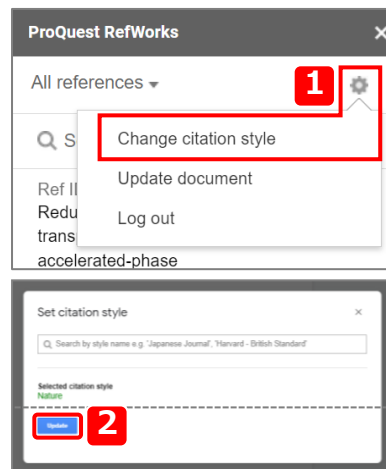 ProQuest RefWorks ×
All references
1
Change citation style
S
Update document
Ref I
Redu
Log out
trans
accelerated-phase
Set citation style ×
Search by style name e.g. 'Japanese Journal', 'Harvard - British Standard'
Selected citation style
Nature
Update
2